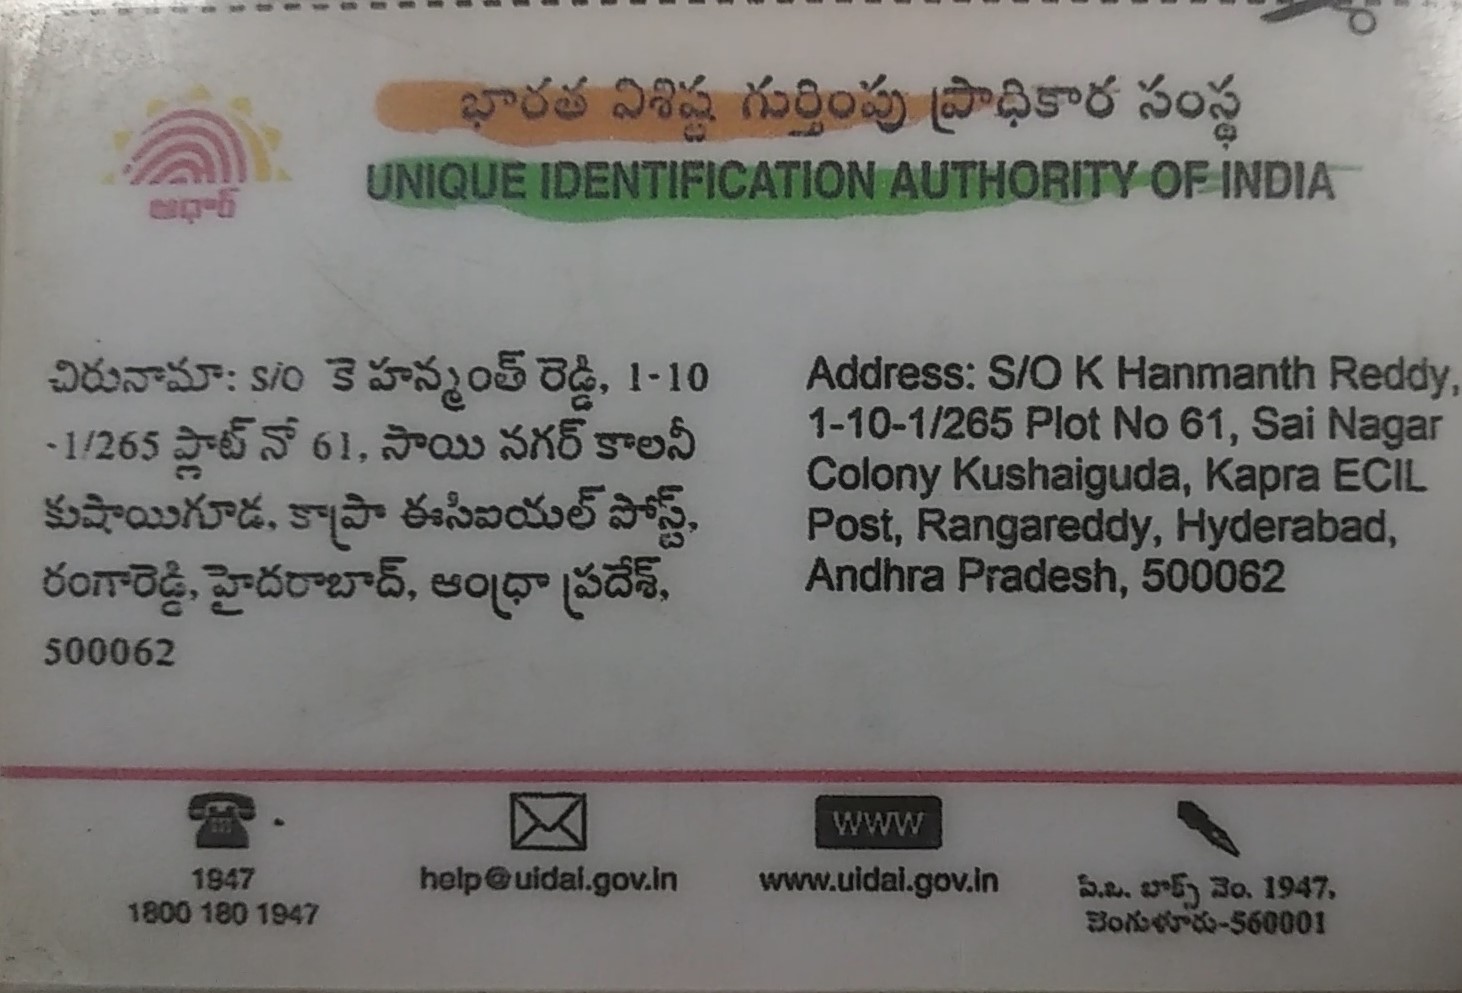 ఆధార్
భారత విశిష్ట గుర్తింపు ప్రాధికార సంస్థ
UNIQUE IDENTIFICATION AUTHORITY OF INDIA
చిరునామా: S/O కె హన్మంత్ రెడ్డి, 1-10
-1/265 ప్లాట్ నో 61, సాయి నగర్ కాలనీ
కుషాయిగూడ, కాప్రా ఈసిఐయల్ పోస్ట్,
రంగారెడ్డి, హైదరాబాద్, ఆంధ్రా ప్రదేశ్,
500062
Address: S/O K Hanmanth Reddy,
1-10-1/265 Plot No 61, Sai Nagar
Colony Kushaiguda, Kapra ECIL
Post, Rangareddy, Hyderabad,
Andhra Pradesh, 500062
1947
1800 180 1947
help@uidai.gov.in
WWW
www.uidai.gov.in
పి.ఒ. బాక్స్ నెం. 1947,
బెంగుళూరు-560001